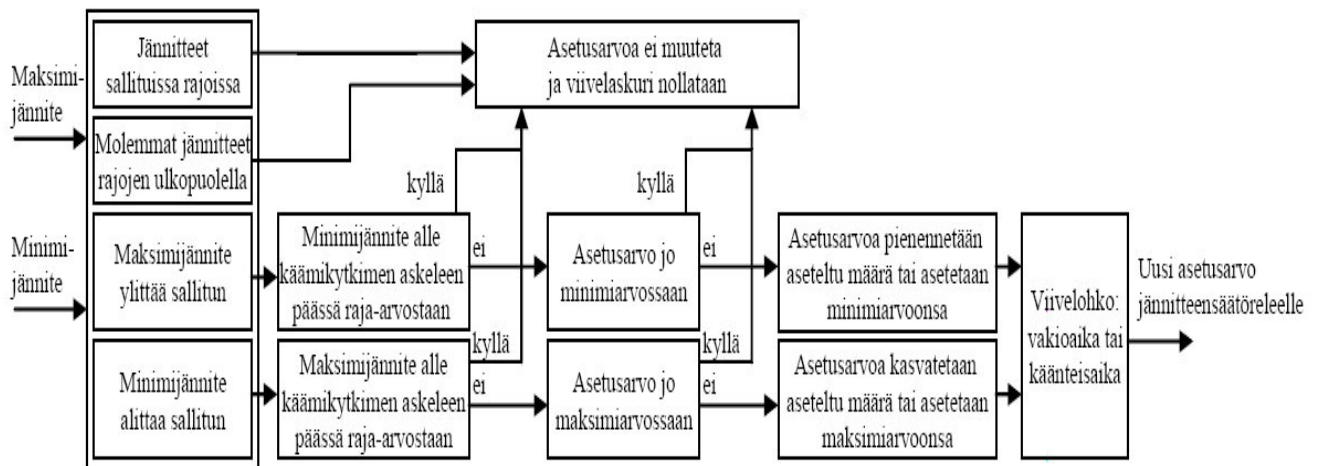 Maksimi-
jännite
Minimi-
jännite
Jännitteet
sallituissa rajoissa
Molemmat jännitteet
rajojen ulkopuolella
Maksimijännite
ylittää sallitun
Minimijännite
alittaa sallitun
Asetusarvoa ei muuteta
ja viivelaskuri nollataan
kyllä
kyllä
Minimijännite alle
käämikytkimen askeleen
päässä raja-arvostaan
ei
Asetusarvo jo
minimiarvossaan
ei
Asetusarvoa pienennetään
aseteltu määrä tai asetetaan
minimiarvoonsa
kyllä
kyllä
Maksimijännite alle
käämikytkimen askeleen
päässä raja-arvostaan
ei
Asetusarvo jo
maksimiarvossaan
ei
Asetusarvoa kasvatetaan
aseteltu määrä tai asetetaan
maksimiarvoonsa
Viivelohko:
vakioaika tai
käänteisaika
Uusi asetusarvo
jännitteensäätöreleelle